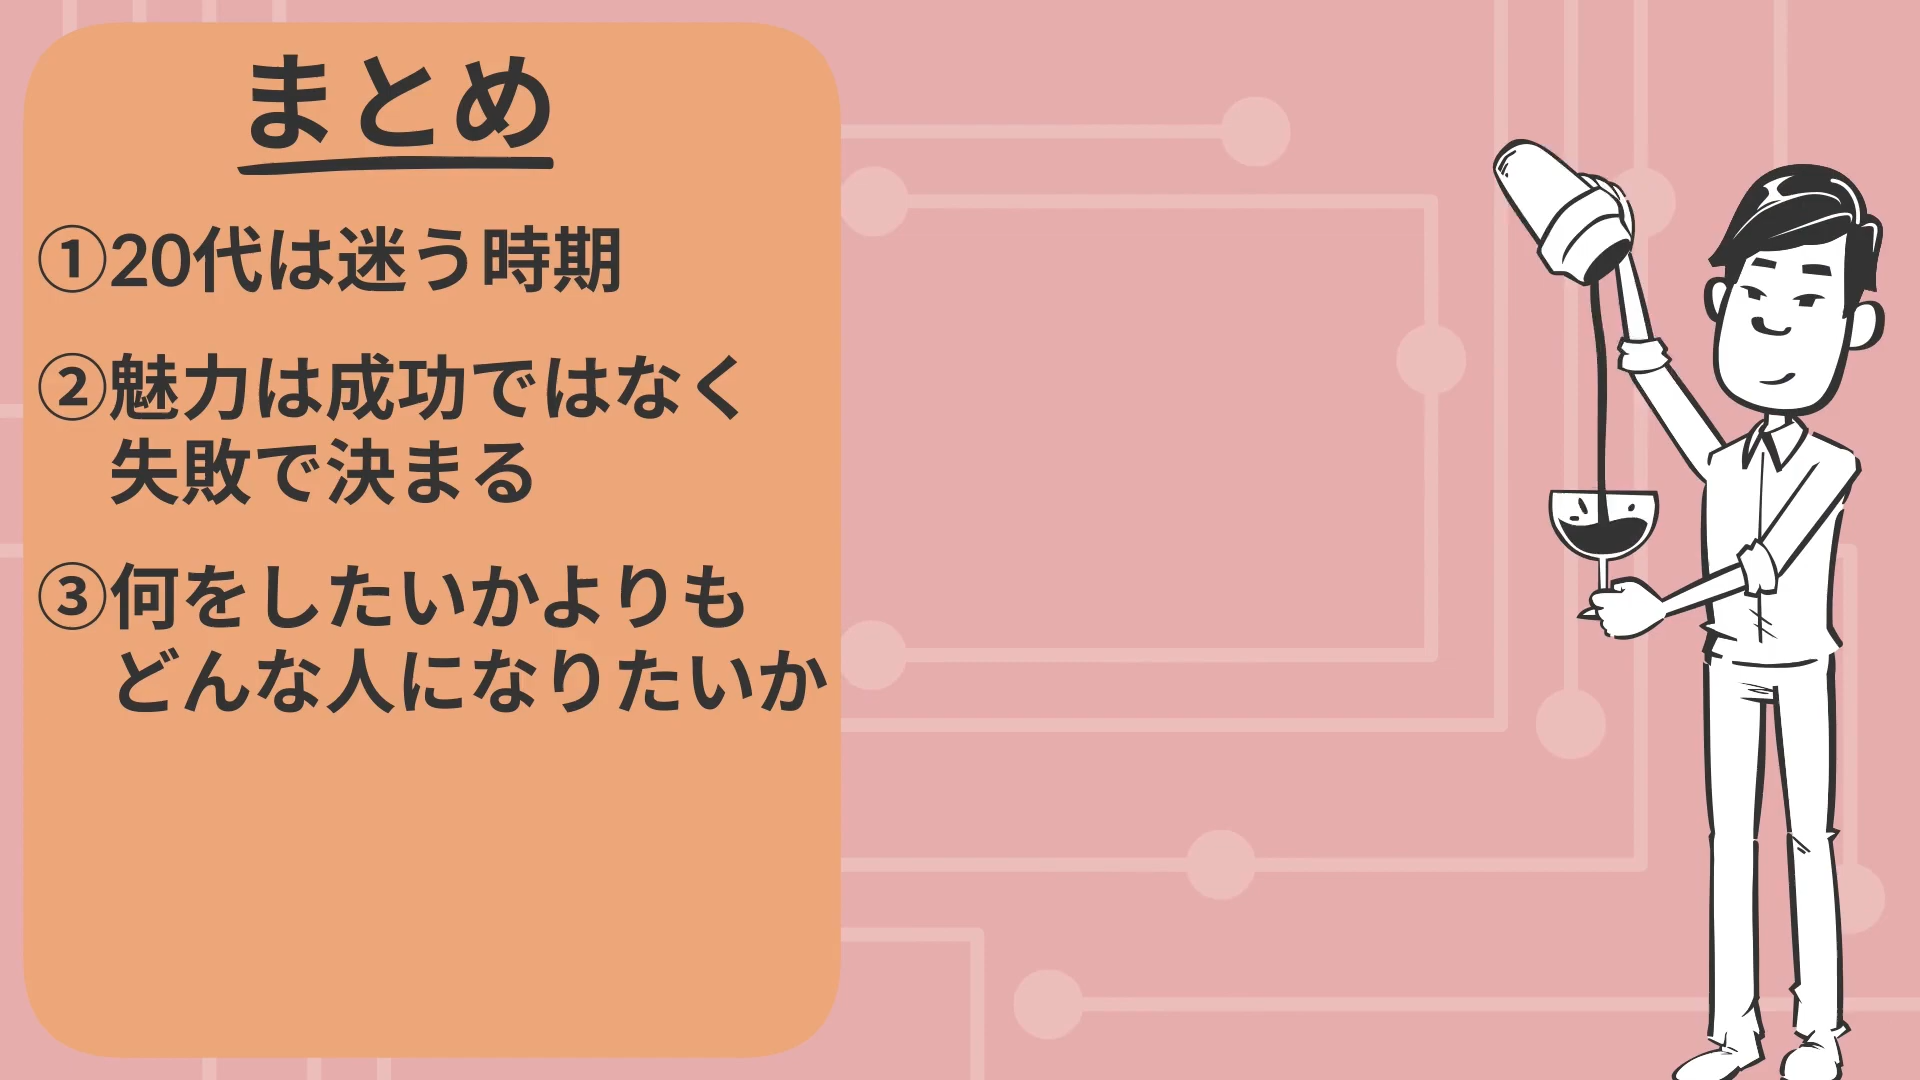 まとめ
①20代は迷う時期
②魅力は成功ではなく
失敗で決まる
③何をしたいかよりも
どんな人になりたいか